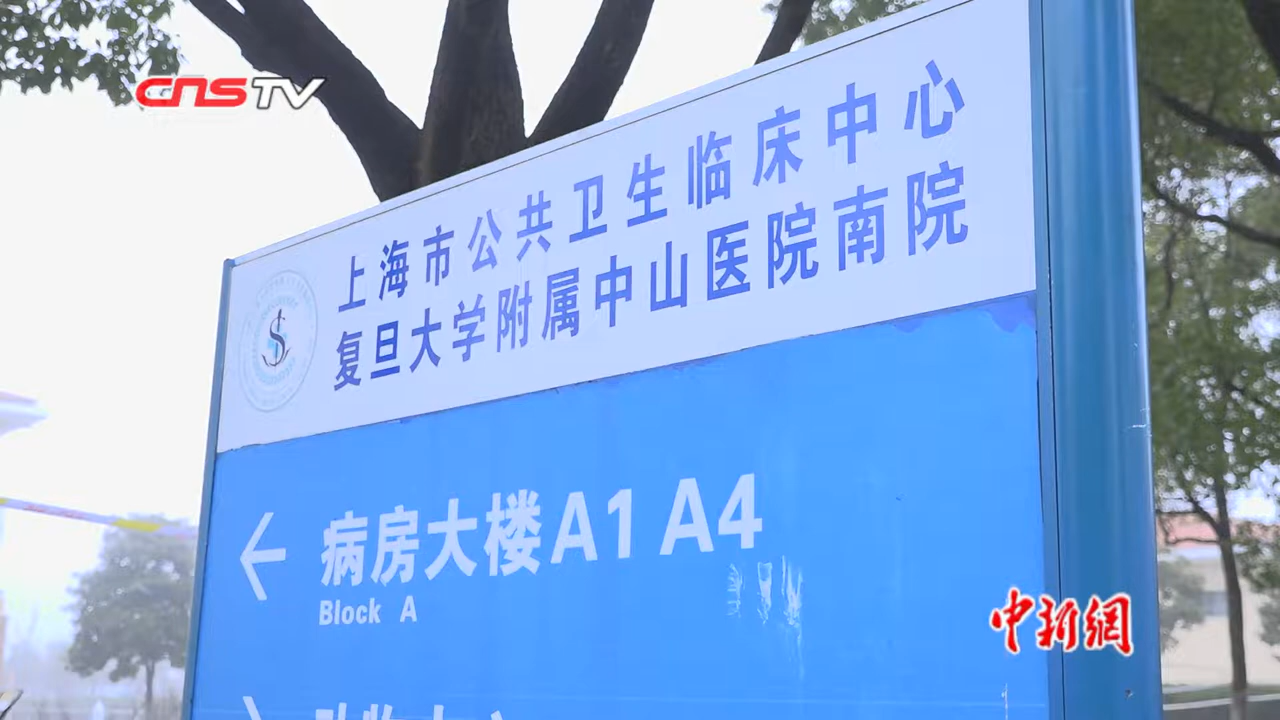 CNSTV
上海市公共卫生临床中心
复旦大学附属中山医院南院
病房大楼A1 A4
Block A
中新網